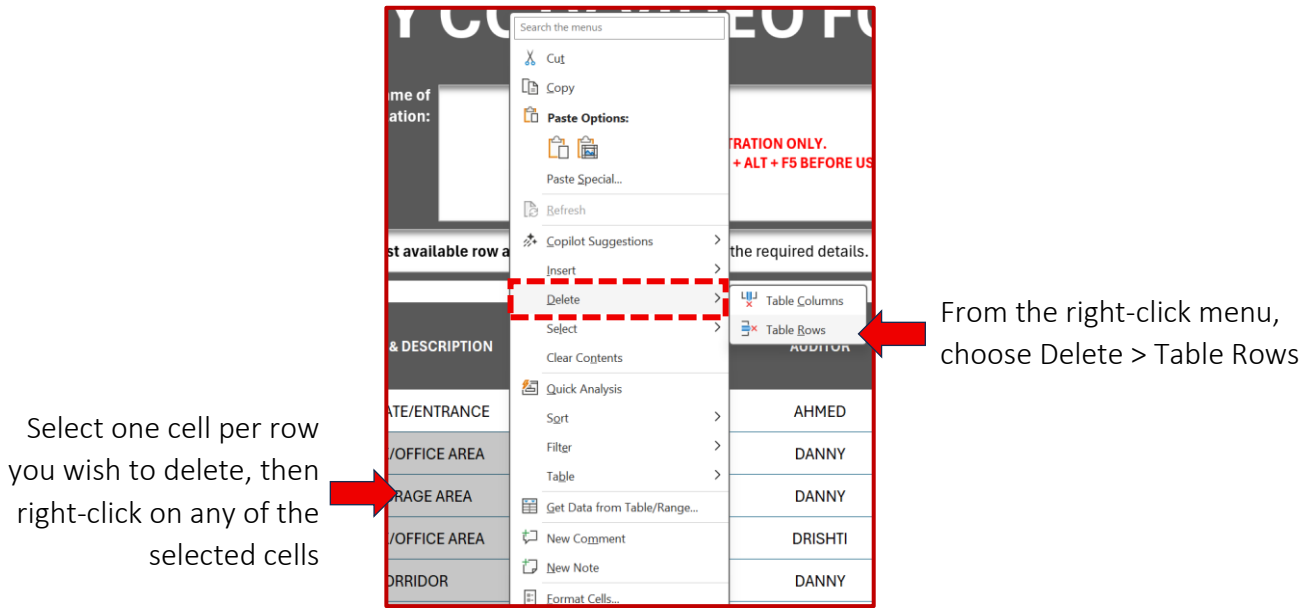 Y CO
EO FO
Search the menus
Cut
Copy
Paste Options:
Paste Special...
Refresh
Copilot Suggestions
Insert
Delete
Select
Clear Contents
Quick Analysis
Sort
Filter
Table
Get Data from Table/Range...
New Comment
New Note
Format Cells...
Table Columns
Table Rows
me of
ation:
TRATION ONLY.
+ ALT + F5 BEFORE US
st available row a
the required details.
& DESCRIPTION
AUDITOR
ATE/ENTRANCE
AHMED
/OFFICE AREA
DANNY
RAGE AREA
DANNY
/OFFICE AREA
DRISHTI
ORRIDOR
DANNY
Select one cell per row
you wish to delete, then
right-click on any of the
selected cells
From the right-click menu,
choose Delete > Table Rows